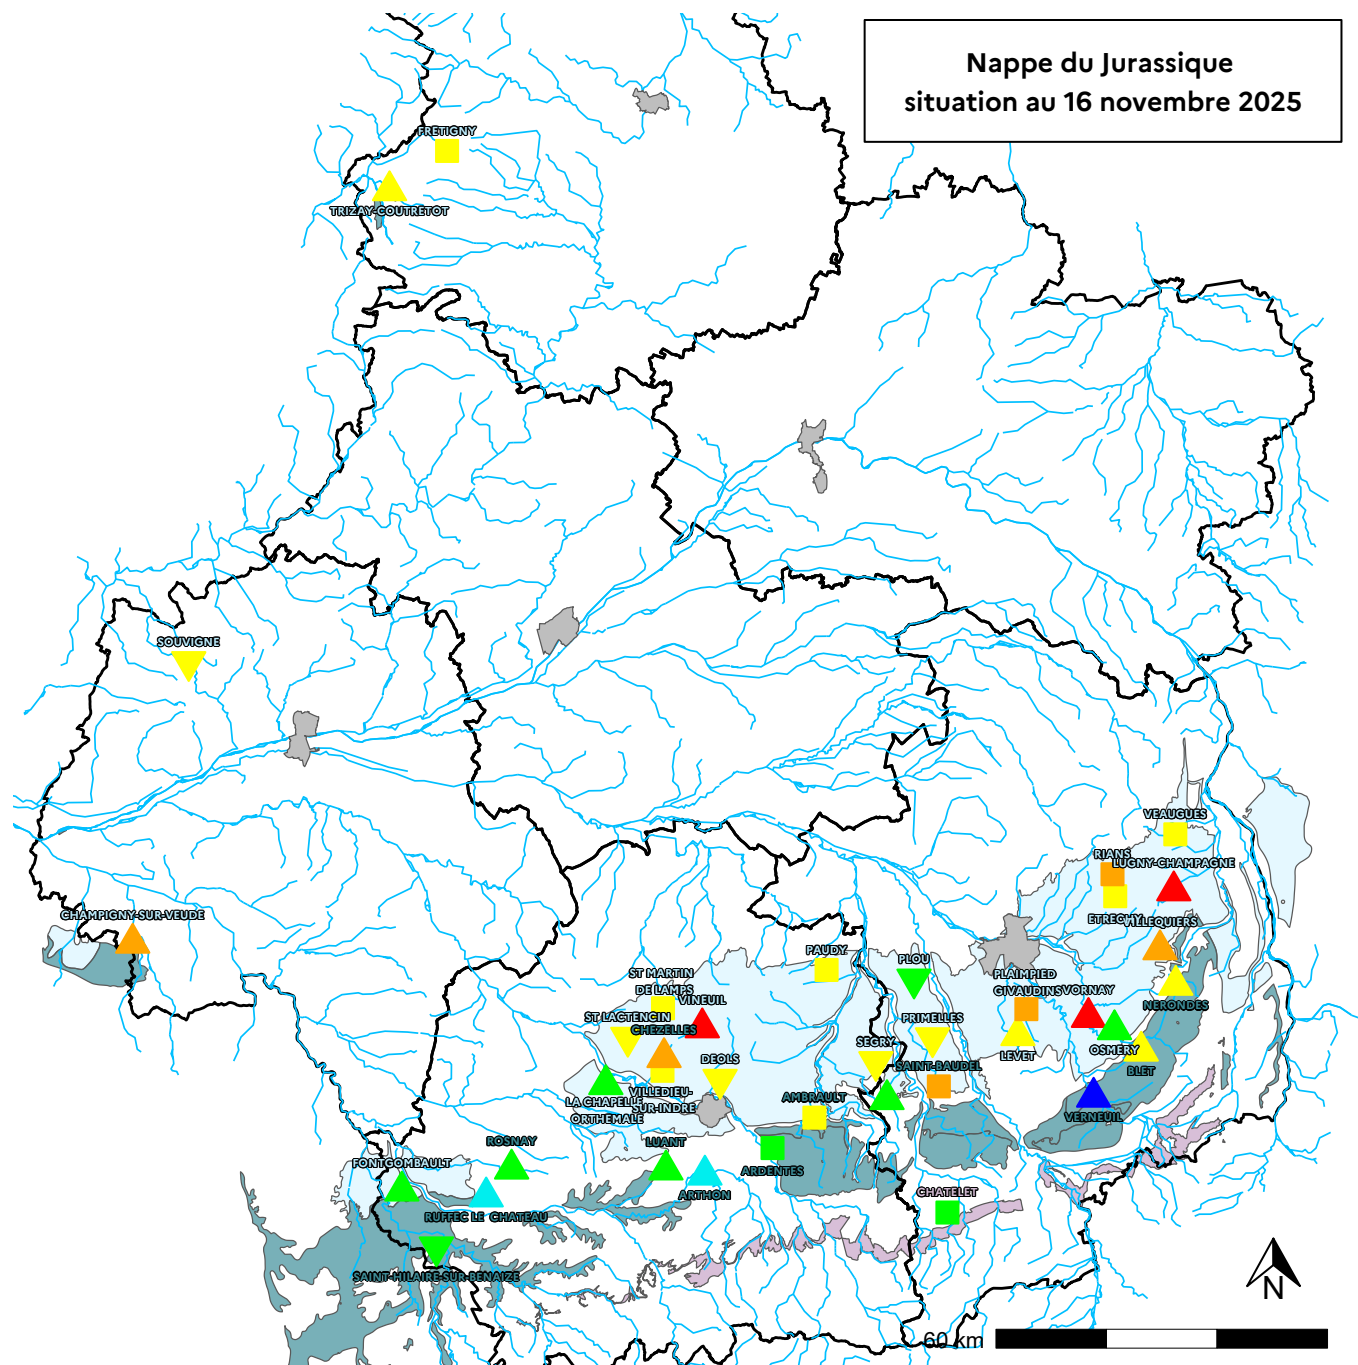 Nappe du Jurassique
situation au 16 novembre 2025
FRETIGNY
TRIZAY-COUTRETOT
SOUVIGNE
VEAUGUES
RIANS
LUGNY-CHAMPAGNE
CHAMPIGNY-SUR-VEUDE
ETRECHY
VILLEQUIERS
PAUDY
PLOU
ST MARTIN
DE LAMPS
PLAIMPIED
GIVAUDINS
VORNAY
VINEUIL
NERONDES
ST LACTENCIN
CHEZELLES
PRIMELLES
SEGRY
OSMERY
LEVET
DEOLS
SAINT-BAUDEL
BLET
VILLEDIEU-
SUR-INDRE
AMBRAULT
LA CHAPELLE
ORTHEMALE
VERNEUIL
ROSNAY
LUANT
FONTGOMBAULT
ARDENTES
ARTHON
CHATELET
RUFFEC LE CHATEAU
SAINT-HILAIRE-SUR-BENAIZE
N
60 km